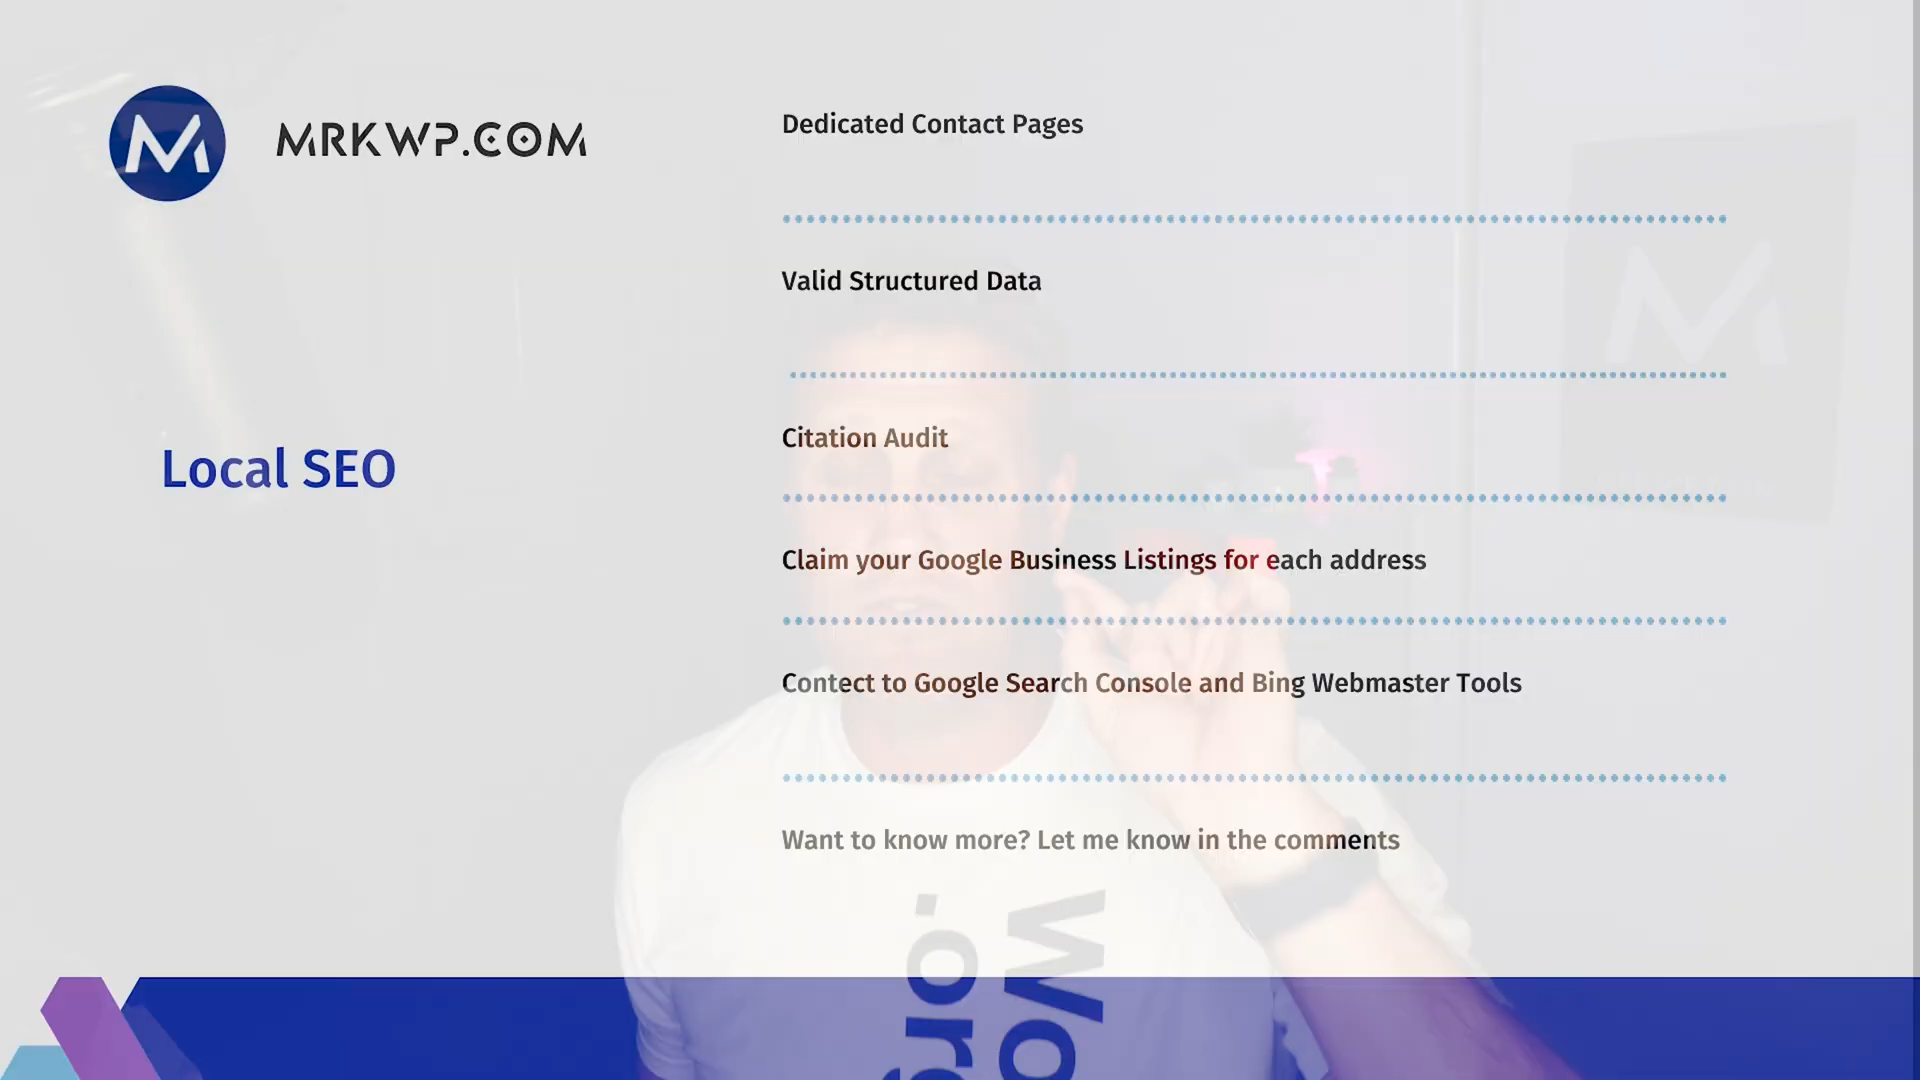 MRKWP.COM
Local SEO
Dedicated Contact Pages
Valid Structured Data
Citation Audit
Claim your Google Business Listings for each address
Contect to Google Search Console and Bing Webmaster Tools
Want to know more? Let me know in the comments
Wo
.org